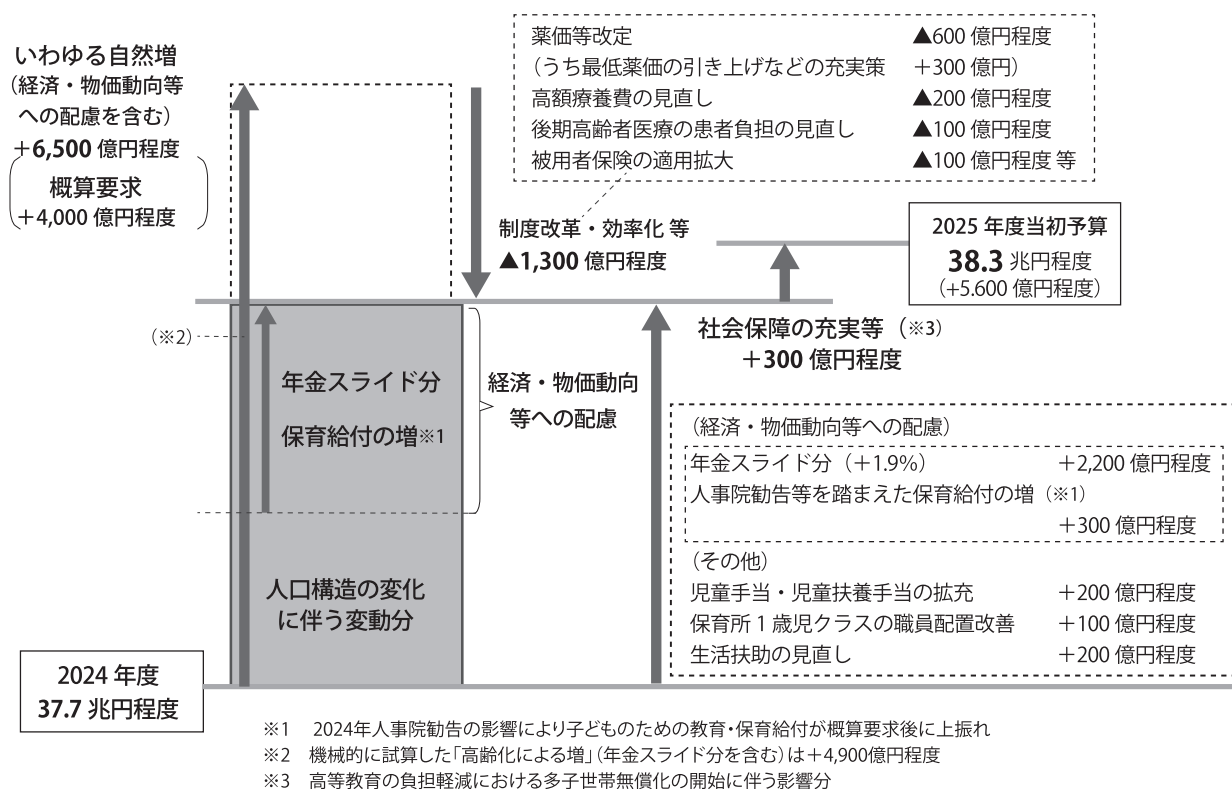 いわゆる自然増
(経済・物価動向等
への配慮を含む)
+6,500 億円程度
概算要求
+4,000 億円程度
薬価等改定 ▲600 億円程度
(うち最低薬価の引き上げなどの充実策 +300 億円)
高額療養費の見直し ▲200 億円程度
後期高齢者医療の患者負担の見直し ▲100 億円程度
被用者保険の適用拡大 ▲100 億円程度 等
制度改革・効率化 等
▲1,300 億円程度
2025 年度当初予算
38.3 兆円程度
(+5.600 億円程度)
社会保障の充実等(※3)
+300 億円程度
(※2)
年金スライド分
保育給付の増※1
経済・物価動向
等への配慮
人口構造の変化
に伴う変動分
(経済・物価動向等への配慮)
年金スライド分(+1.9%) +2,200 億円程度
人事院勧告等を踏まえた保育給付の増(※1)
+300 億円程度
(その他)
児童手当・児童扶養手当の拡充 +200 億円程度
保育所1歳児クラスの職員配置改善 +100 億円程度
生活扶助の見直し +200 億円程度
2024 年度
37.7 兆円程度
※1 2024年人事院勧告の影響により子どものための教育・保育給付が概算要求後に上振れ
※2 機械的に試算した「高齢化による増」(年金スライド分を含む)は+4,900億円程度
※3 高等教育の負担軽減における多子世帯無償化の開始に伴う影響分